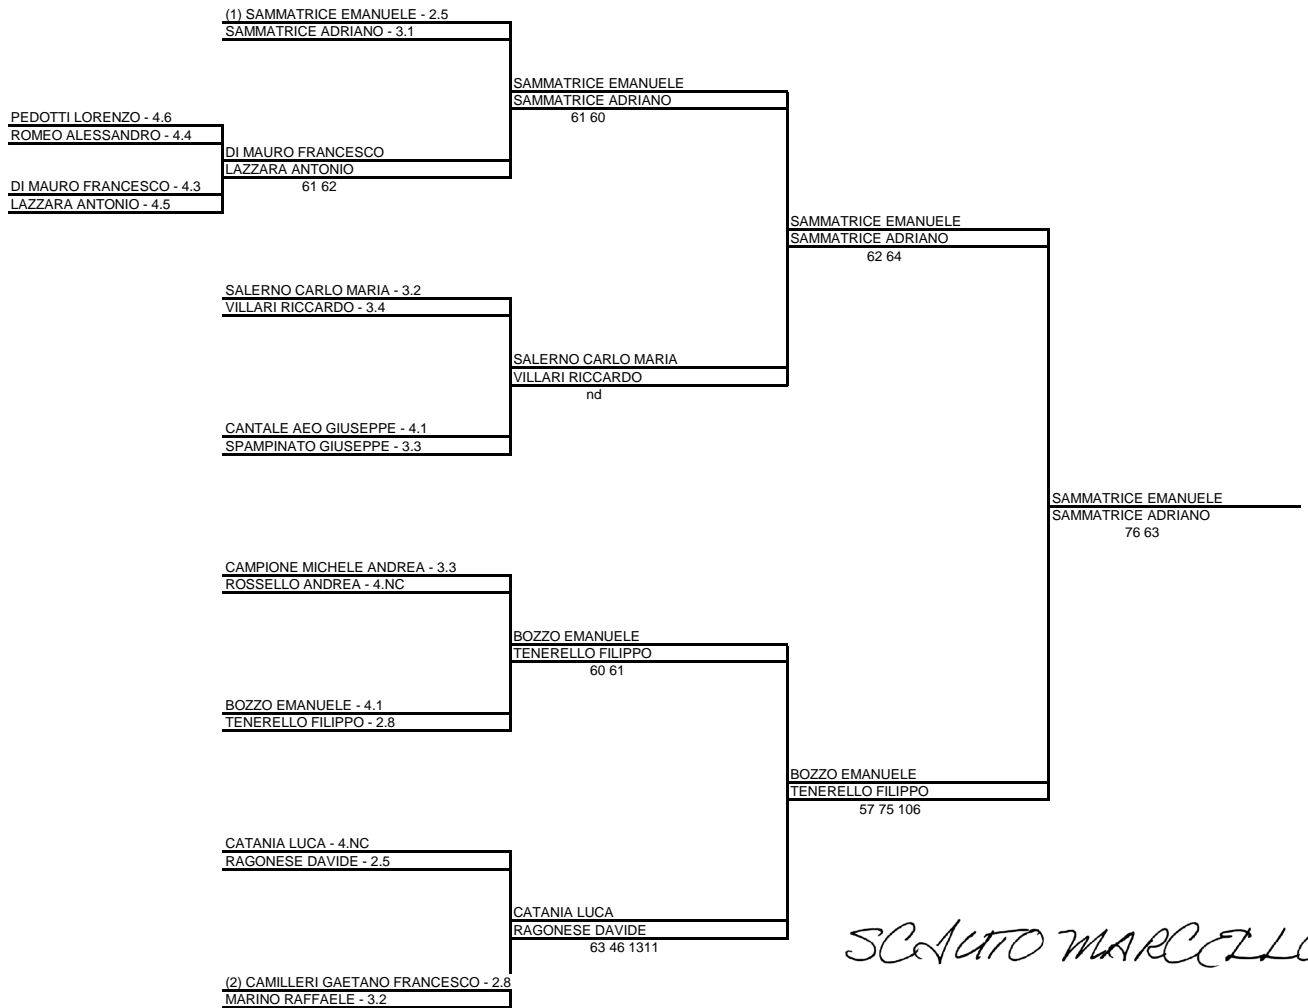 (1) SAMMATRICE EMANUELE - 2.5
SAMMATRICE ADRIANO - 3.1
SAMMATRICE EMANUELE
SAMMATRICE ADRIANO
61 60
PEDOTTI LORENZO - 4.6
ROMEO ALESSANDRO - 4.4
DI MAURO FRANCESCO
LAZZARA ANTONIO
61 62
DI MAURO FRANCESCO - 4.3
LAZZARA ANTONIO - 4.5
SAMMATRICE EMANUELE
SAMMATRICE ADRIANO
62 64
SALERNO CARLO MARIA - 3.2
VILLARI RICCARDO - 3.4
SALERNO CARLO MARIA
VILLARI RICCARDO
nd
CANTALE AEO GIUSEPPE - 4.1
SPAMPINATO GIUSEPPE - 3.3
SAMMATRICE EMANUELE
SAMMATRICE ADRIANO
76 63
CAMPIONE MICHELE ANDREA - 3.3
ROSSELLO ANDREA - 4.NC
BOZZO EMANUELE
TENERELLO FILIPPO
60 61
BOZZO EMANUELE - 4.1
TENERELLO FILIPPO - 2.8
BOZZO EMANUELE
TENERELLO FILIPPO
57 75 106
CATANIA LUCA - 4.NC
RAGONESE DAVIDE - 2.5
CATANIA LUCA
RAGONESE DAVIDE
63 46 1311
SCAUTO MARCELLO
(2) CAMILLERI GAETANO FRANCESCO - 2.8
MARINO RAFFAELE - 3.2